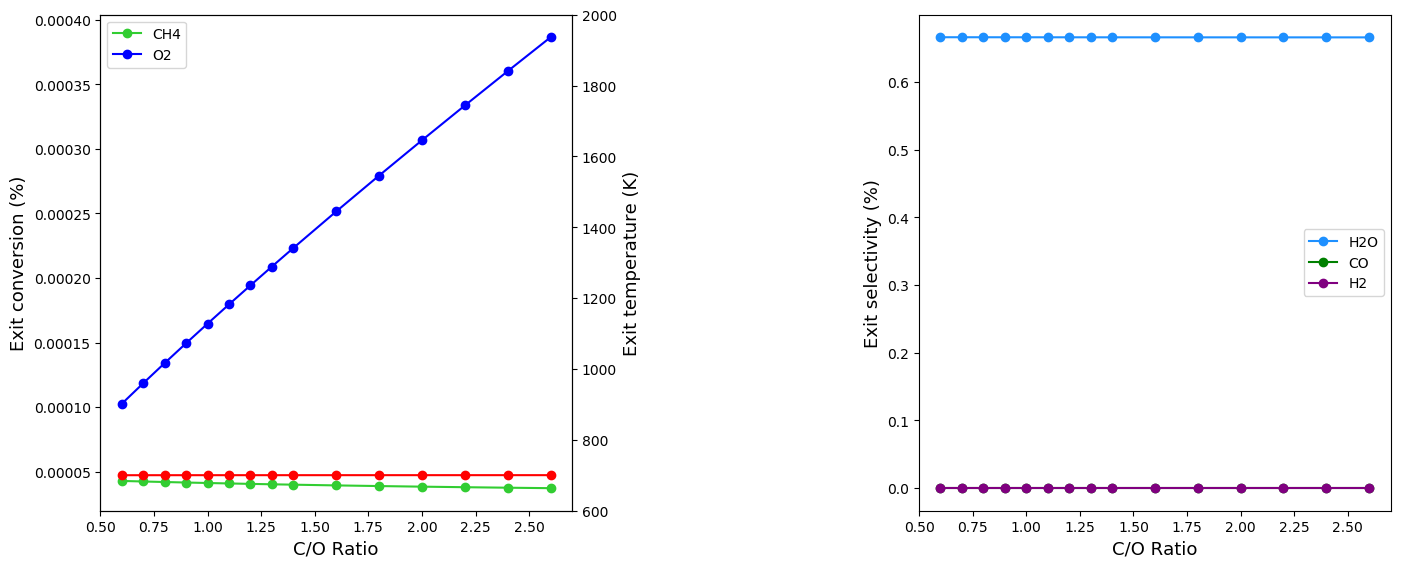 0.00040
0.00035
0.00030
0.00025
0.00020
0.00015
0.00010
0.00005
Exit conversion (%)
CH4
O2
2000
1800
1600
1400
1200
1000
800
600
Exit temperature (K)
0.50 0.75 1.00 1.25 1.50 1.75 2.00 2.25 2.50
C/O Ratio
0.6
0.5
0.4
0.3
0.2
0.1
0.0
Exit selectivity (%)
H2O
CO
H2
0.50 0.75 1.00 1.25 1.50 1.75 2.00 2.25 2.50
C/O Ratio